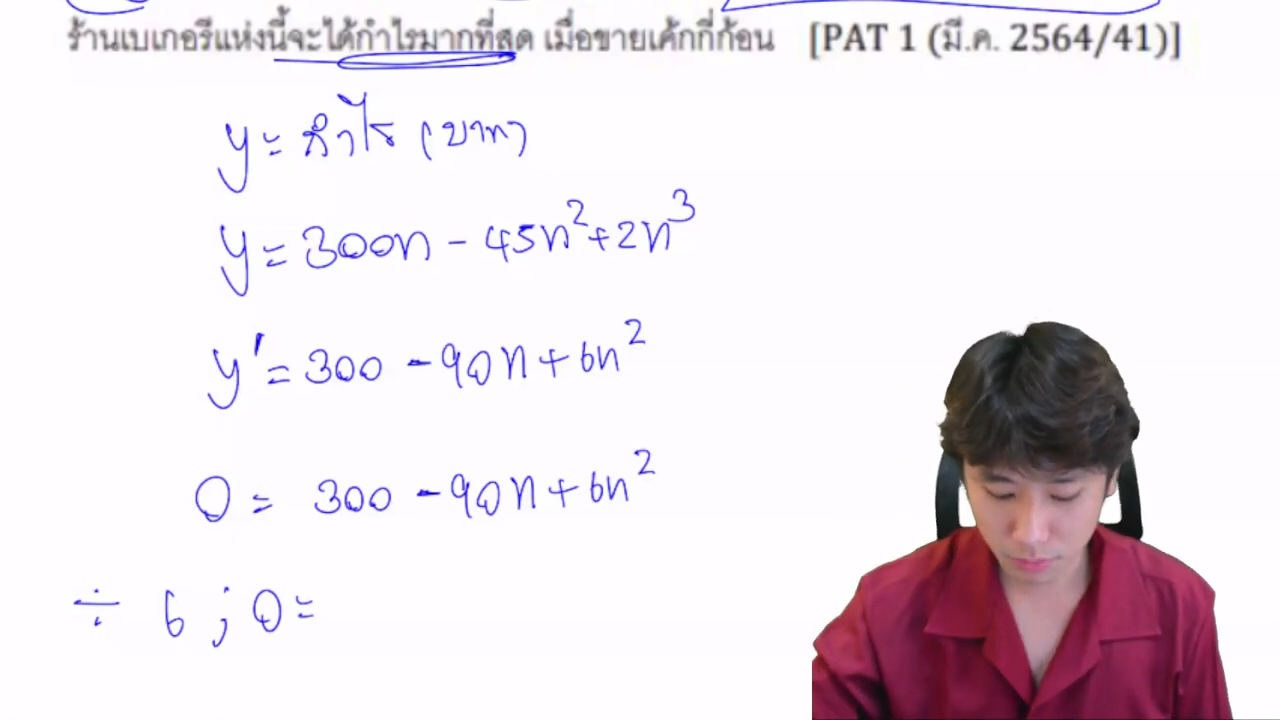 ร้านเบเกอรีแห่งนี้จะได้กำไรมากที่สุด เมื่อขายเค้กกี่ก้อน [PAT 1 (มี.ค. 2564/41)]
y = กำไร (บาท)
y = 300n - 45n² + 2n³
y' = 300 - 90n + 6n²
0 = 300 - 90n + 6n²
÷ 6 ; 0 =